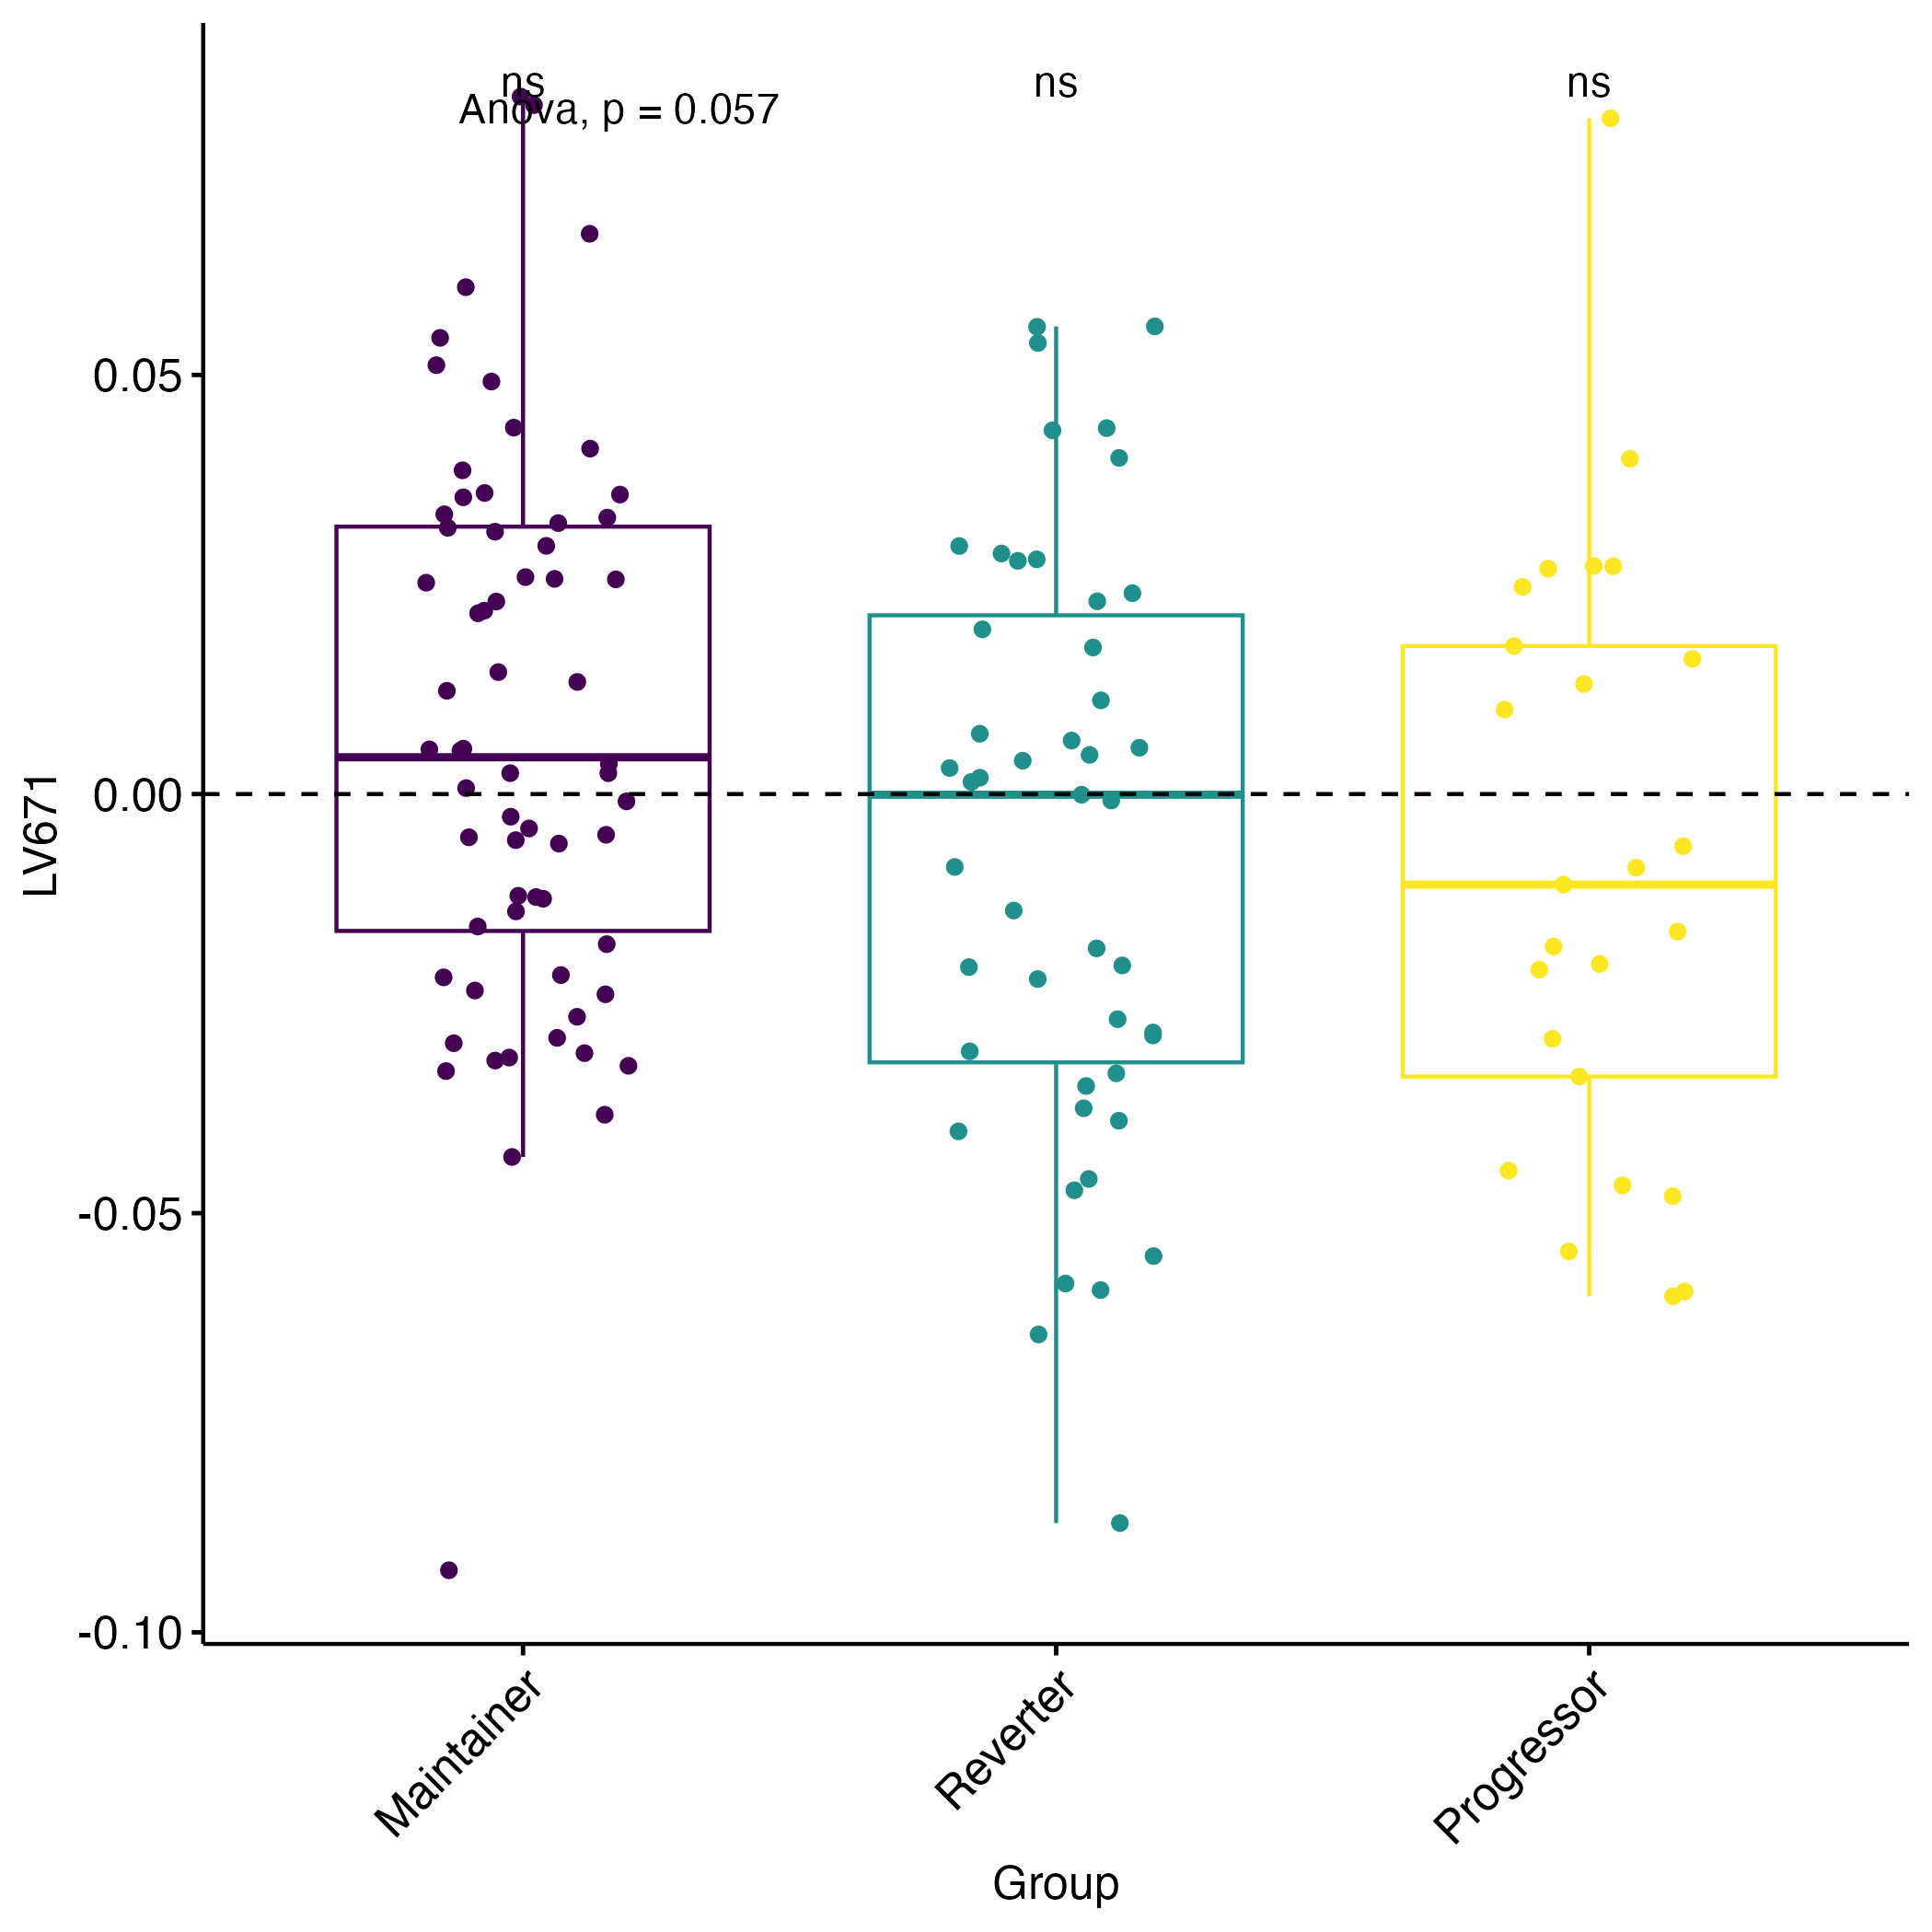 ns
ns
ns
Anova, p = 0.057
0.05
0.00
-0.05
-0.10
LV671
Maintainer
Reverter
Progressor
Group